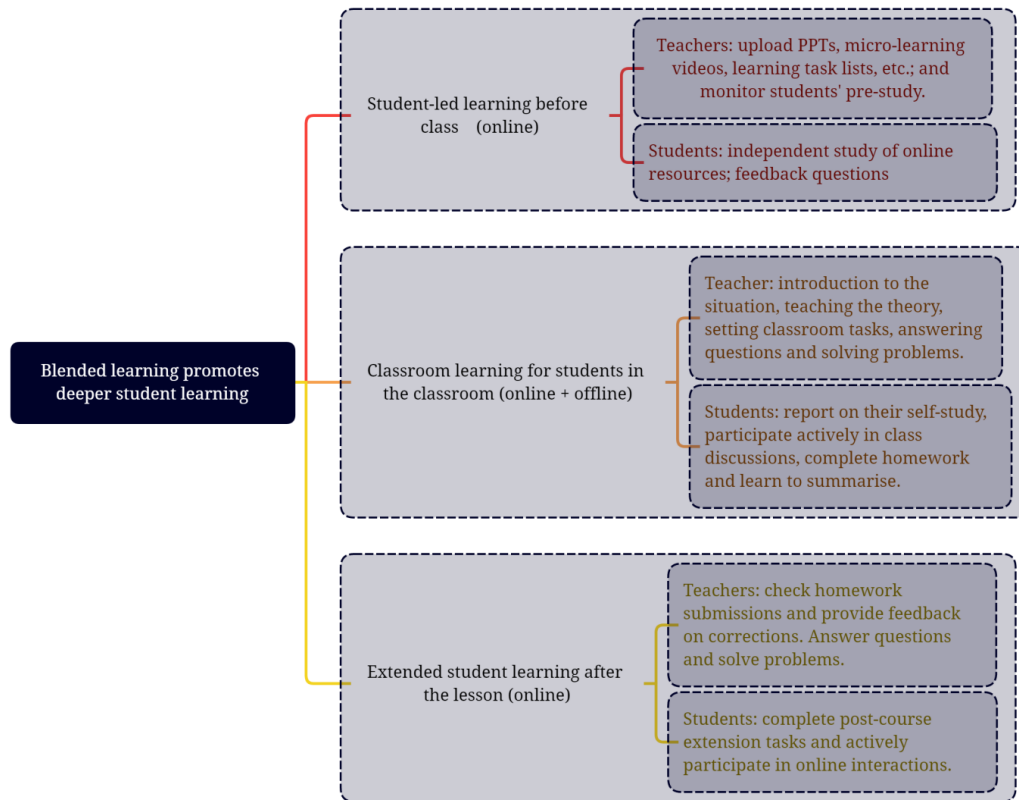 Teachers: upload PPTs, micro-learning
videos, learning task lists, etc.; and
monitor students' pre-study.
Student-led learning before
class (online)
Students: independent study of online
resources; feedback questions
Teacher: introduction to the
situation, teaching the theory,
setting classroom tasks, answering
questions and solving problems.
Blended learning promotes
deeper student learning
Classroom learning for students in
the classroom (online + offline)
Students: report on their self-study,
participate actively in class
discussions, complete homework
and learn to summarise.
Teachers: check homework
submissions and provide feedback
on corrections. Answer questions
and solve problems.
Extended student learning after
the lesson (online)
Students: complete post-course
extension tasks and actively
participate in online interactions.